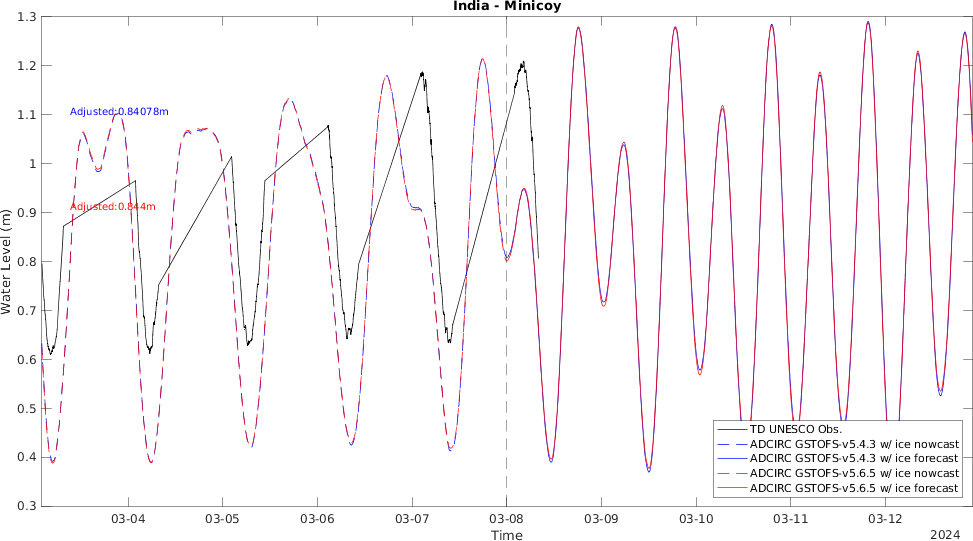 India - Minicoy
1.3
1.2
1.1
1
0.9
0.8
0.7
0.6
0.5
0.4
0.3
Water Level (m)
Adjusted:0.84078m
Adjusted:0.844m
TD UNESCO Obs.
ADCIRC GSTOFS-v5.4.3 w/ ice nowcast
ADCIRC GSTOFS-v5.4.3 w/ ice forecast
ADCIRC GSTOFS-v5.6.5 w/ ice nowcast
ADCIRC GSTOFS-v5.6.5 w/ ice forecast
03-04 03-05 03-06 03-07 03-08 03-09 03-10 03-11 03-12
Time
2024